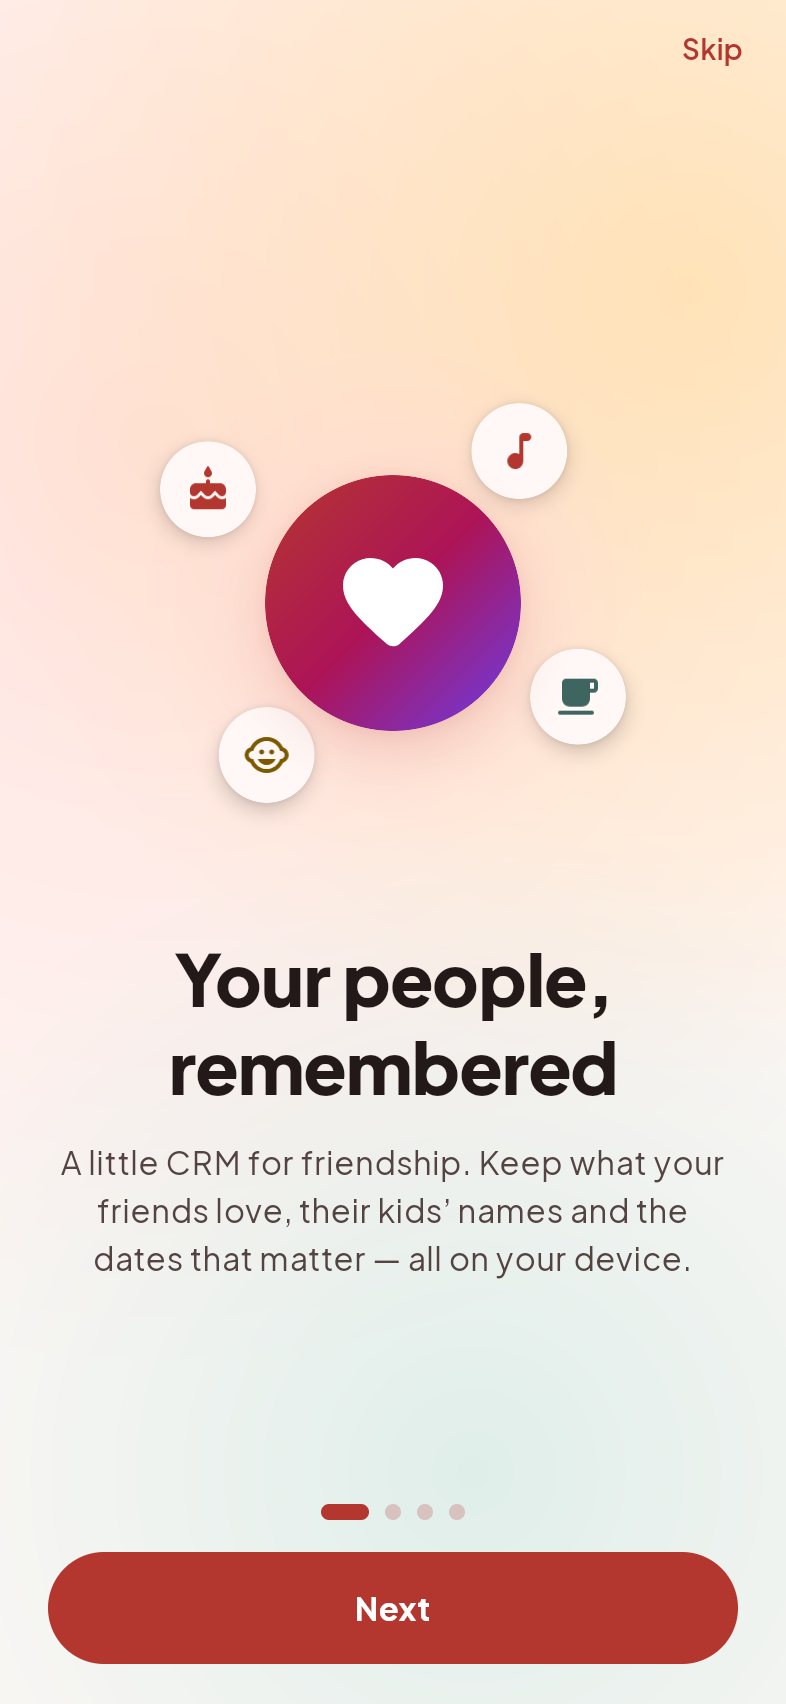 Skip
Your people,
remembered
A little CRM for friendship. Keep what your
friends love, their kids’ names and the
dates that matter — all on your device.
Next